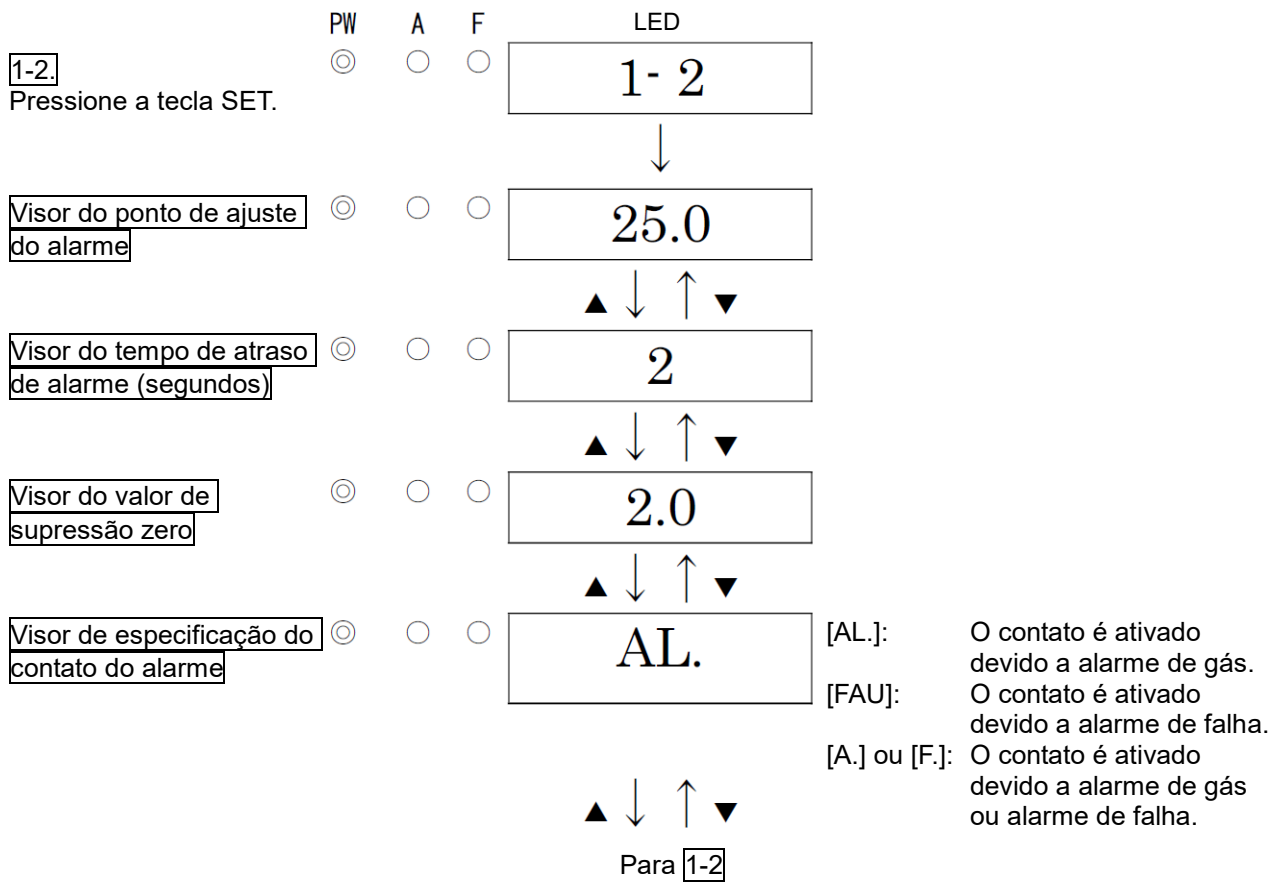 PW A F LED
1-2.
Pressione a tecla SET.
1- 2
↓
Visor do ponto de ajuste
do alarme
25.0
▲ ↓ ↑ ▼
Visor do tempo de atraso
de alarme (segundos)
2
▲ ↓ ↑ ▼
Visor do valor de
supressão zero
2.0
▲ ↓ ↑ ▼
Visor de especificação do
contato do alarme
AL.
[AL.]: O contato é ativado
devido a alarme de gás.
[FAU]: O contato é ativado
devido a alarme de falha.
[A.] ou [F.]: O contato é ativado
devido a alarme de gás
ou alarme de falha.
▲ ↓ ↑ ▼
Para 1-2